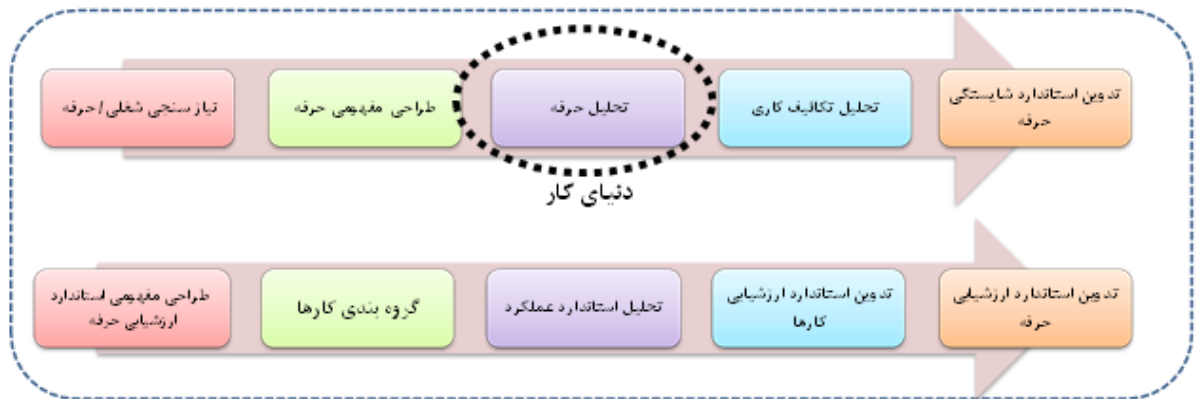 نیاز سنجی شغلی/حرفه
طراحی مفهومی حرفه
تحلیل حرفه
تحلیل تکالیف کاری
تدوین استاندارد شایستگی
حرفه
دنیای کار
طراحی مفهومی استاندارد
ارزشیابی حرفه
گروه بندی کارها
تحلیل استاندارد عملکرد
تدوین استاندارد ارزشیابی
کارها
تدوین استاندارد ارزشیابی
حرفه